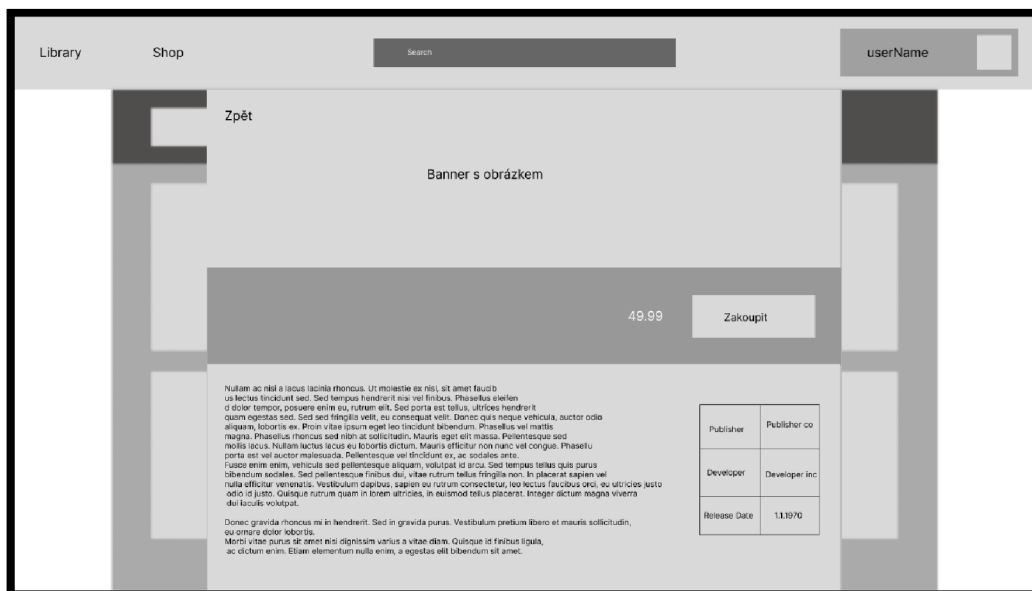 Library
Shop
Search
userName
Zpět
Banner s obrázkem
49.99
Zakoupit
Nullam ac nisi a lacus lacinia rhoncus. Ut molestie ex nisl, sit amet faucib
us lectus tincidunt sed. Sed tempus hendrerit nisi vel finibus. Phasellus eleifen
d dolor tempor, posuere enim eu, rutrum elit. Sed porta est tellus, ultrices hendrerit
quam egestas sed. Sed sed fringilla velit, eu consequat velit. Donec quis neque vehicula, auctor odio
aliquam, lobortis ex. Proin vitae ipsum eget leo tincidunt bibendum. Phasellus vel mattis
magna. Phasellus rhoncus sed nibh at sollicitudin. Mauris eget elit massa. Pellentesque sed
mollis lacus. Nullam luctus lacus eu lobortis dictum. Mauris efficitur non nunc vel congue. Phasellu
porta est vel auctor malesuada. Pellentesque vel tincidunt ex, ac sodales ante.
Fusce enim enim, vehicula sed pellentesque aliquam, volutpat id arcu. Sed tempus tellus quis purus
bibendum sodales. Sed pellentesque finibus dui, vitae rutrum tellus fringilla non. In placerat sapien vel
nulla efficitur venenatis. Vestibulum dapibus, sapien eu rutrum consectetur, leo lectus faucibus orci, eu ultricies justo
odio id justo. Quisque rutrum quam in lorem ultricies, in euismod tellus placerat. Integer dictum magna viverra
dui iaculis volutpat.
Donec gravida rhoncus mi in hendrerit. Sed in gravida purus. Vestibulum pretium libero et mauris sollicitudin,
eu ornare dolor lobortis.
Morbi vitae purus sit amet nisi dignissim varius a vitae diam. Quisque id finibus ligula,
ac dictum enim. Etiam elementum nulla enim, a egestas elit bibendum sit amet.
Publisher
Publisher co
Developer
Developer inc
Release Date
1.1.1970